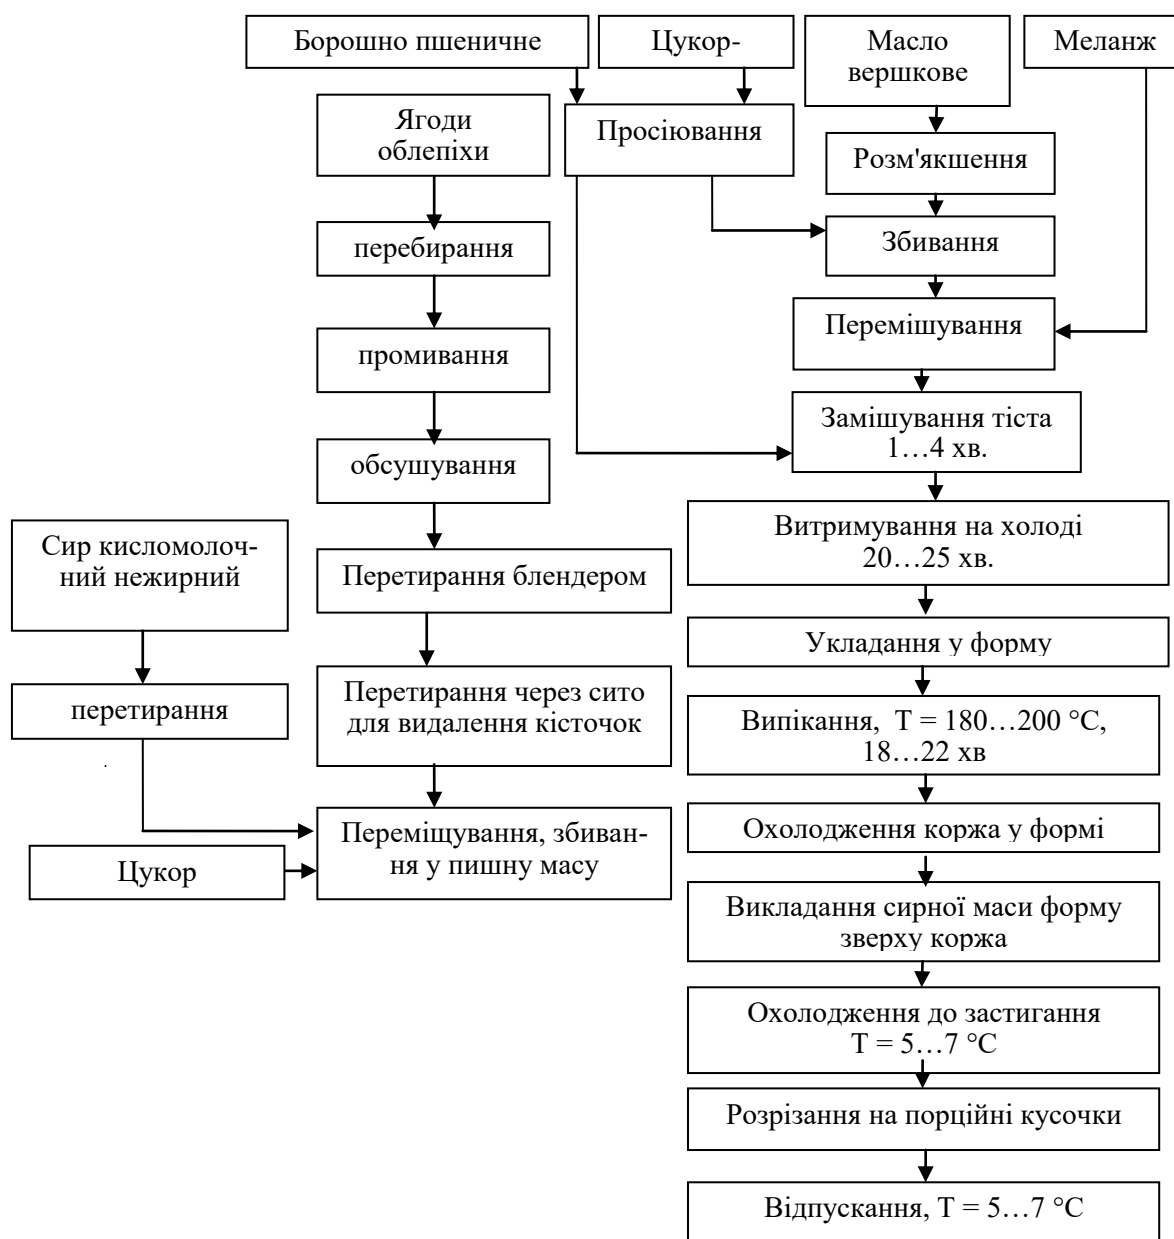 Борошно пшеничне
Цукор-
Масло
вершкове
Меланж
Ягоди
облепіхи
Просіювання
Розм'якшення
перебирання
Збивання
промивання
Перемішування
обсушування
Замішування тіста
1…4 хв.
Сир кисломолоч-
ний нежирний
Перетирання блендером
Витримування на холоді
20…25 хв.
Укладання у форму
перетирання
Перетирання через сито
для видалення кісточок
Випікання, Т = 180…200 °С,
18…22 хв
Цукор
Переміщування, збиван-
ня у пишну масу
Охолодження коржа у формі
Викладання сирної маси форму
зверху коржа
Охолодження до застигання
Т = 5…7 °С
Розрізання на порційні кусочки
Відпускання, Т = 5…7 °С